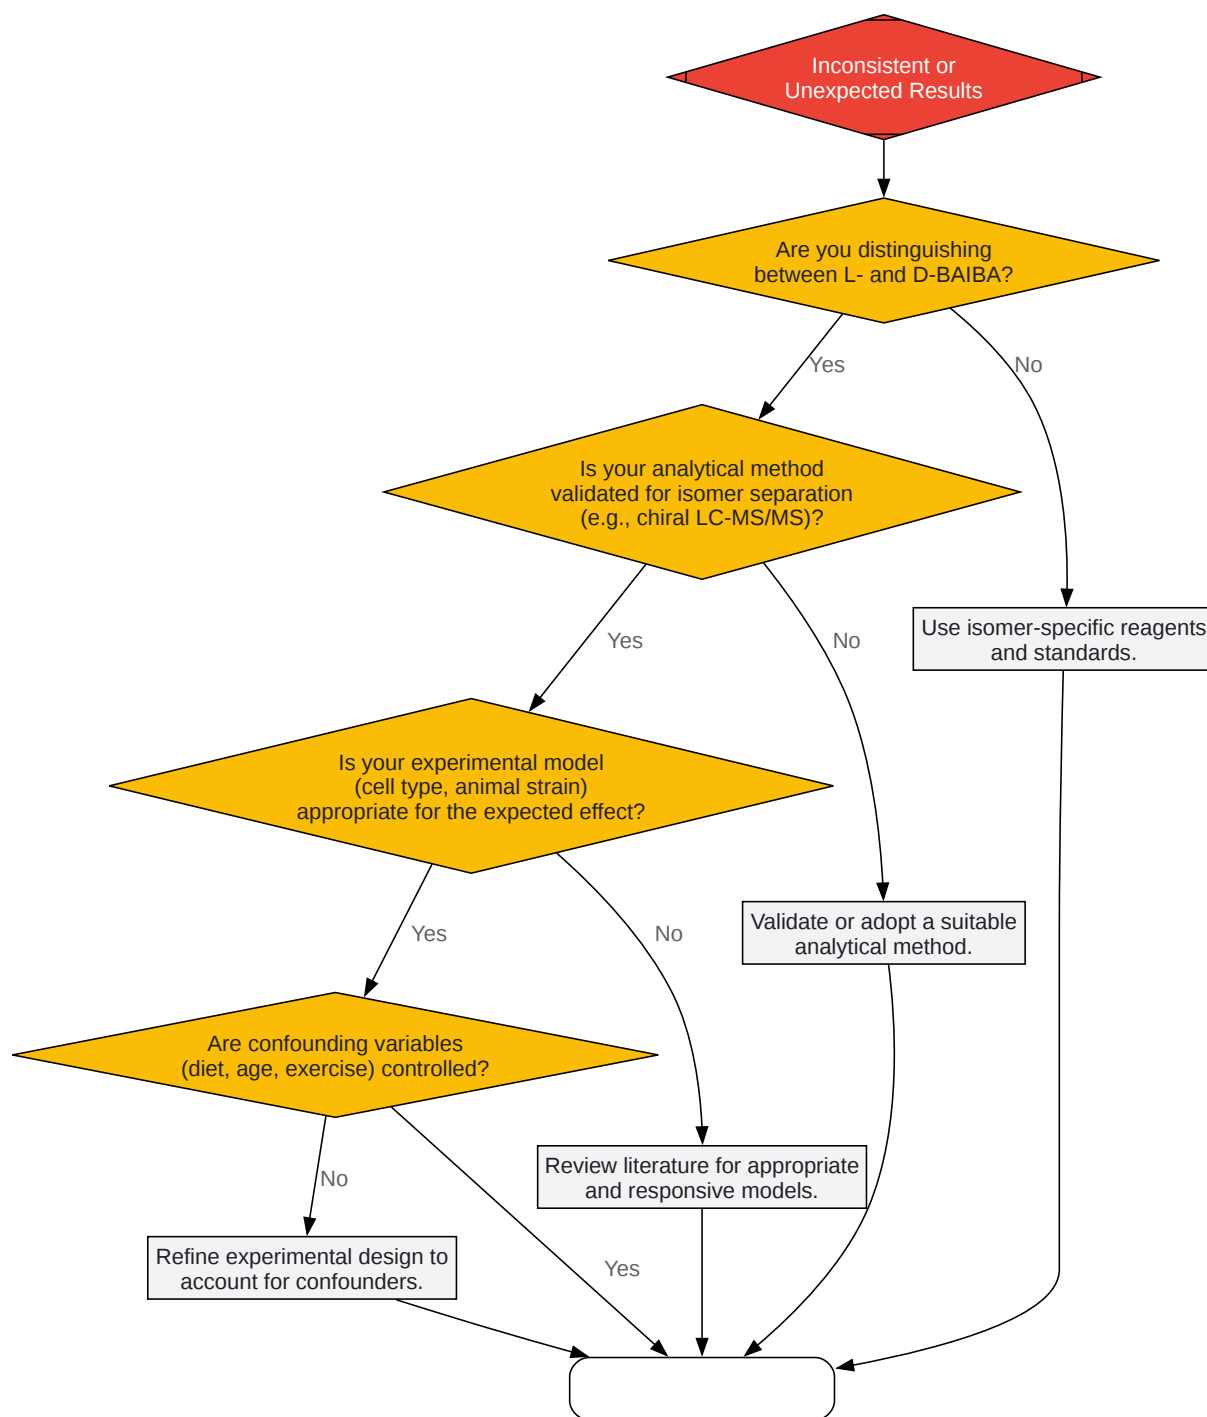 Inconsistent or
Unexpected Results
Are you distinguishing
between L- and D-BAIBA?
Yes
No
Is your analytical method
validated for isomer separation
(e.g., chiral LC-MS/MS)?
Use isomer-specific reagents
and standards.
Yes
No
Is your experimental model
(cell type, animal strain)
appropriate for the expected effect?
Validate or adopt a suitable
analytical method.
Yes
No
Are confounding variables
(diet, age, exercise) controlled?
Review literature for appropriate
and responsive models.
No
Yes
Refine experimental design to
account for confounders.